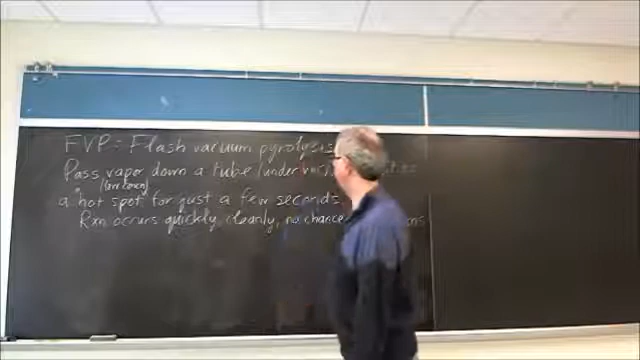 FVP: Flash vacuum pyrolysis
Pass vapor down a tube (under vac),
(low conc)
a hot spot for just a few seconds.
Rxn occurs quickly, cleanly, no chance